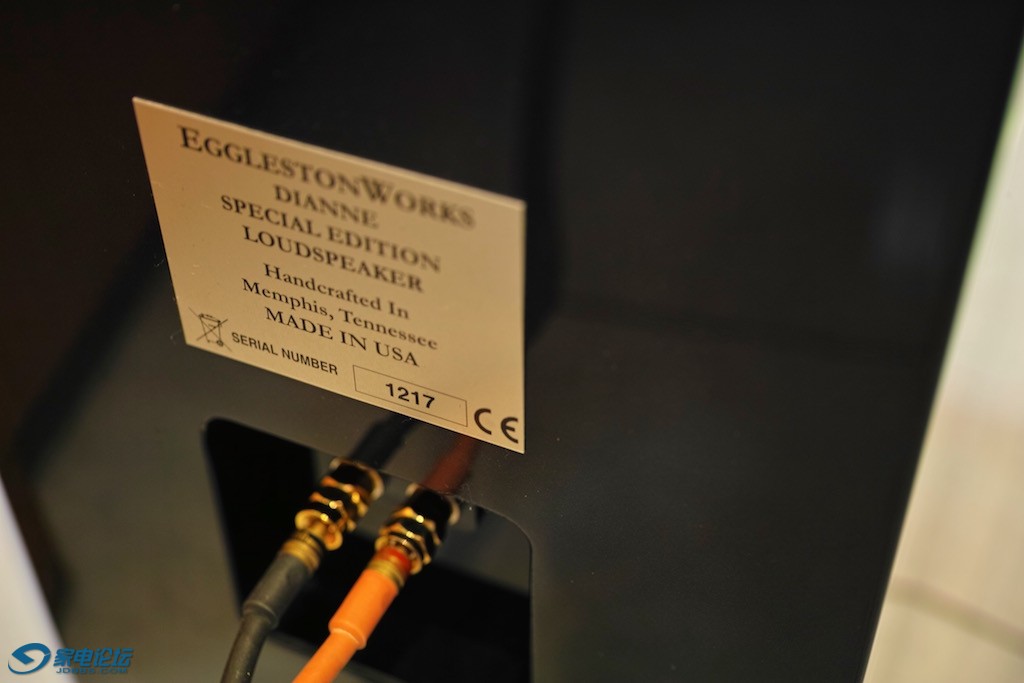 EGGLESTONWORKS
DIANNE
SPECIAL EDITION
LOUDSPEAKER
Handcrafted In
Memphis, Tennessee
MADE IN USA
SERIAL NUMBER 1217 CE
家电论坛